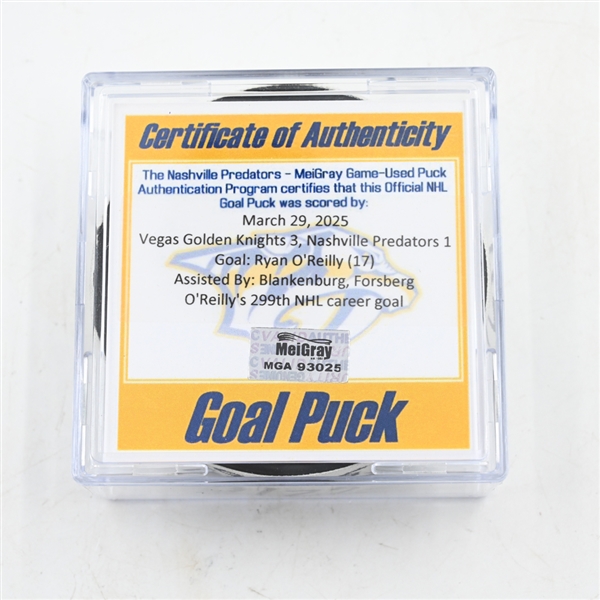 Certificate of Authenticity
The Nashville Predators - MeiGray Game-Used Puck
Authentication Program certifies that this Official NHL
Goal Puck was scored by:
March 29, 2025
Vegas Golden Knights 3, Nashville Predators 1
Goal: Ryan O'Reilly (17)
Assisted By: Blankenburg, Forsberg
O'Reilly's 299th NHL career goal
MeiGray
MGA 93025
Goal Puck